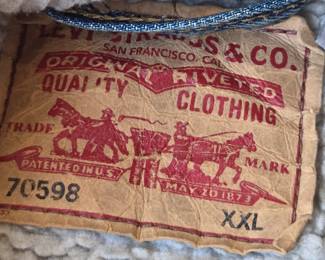 LEVI STRAUSS & CO.
SAN FRANCISCO, CAL.
ORIGINAL RIVETED
QUALITY CLOTHING
TRADE MARK
PATENTED IN U.S. MAY 20 1873
70598 XXL